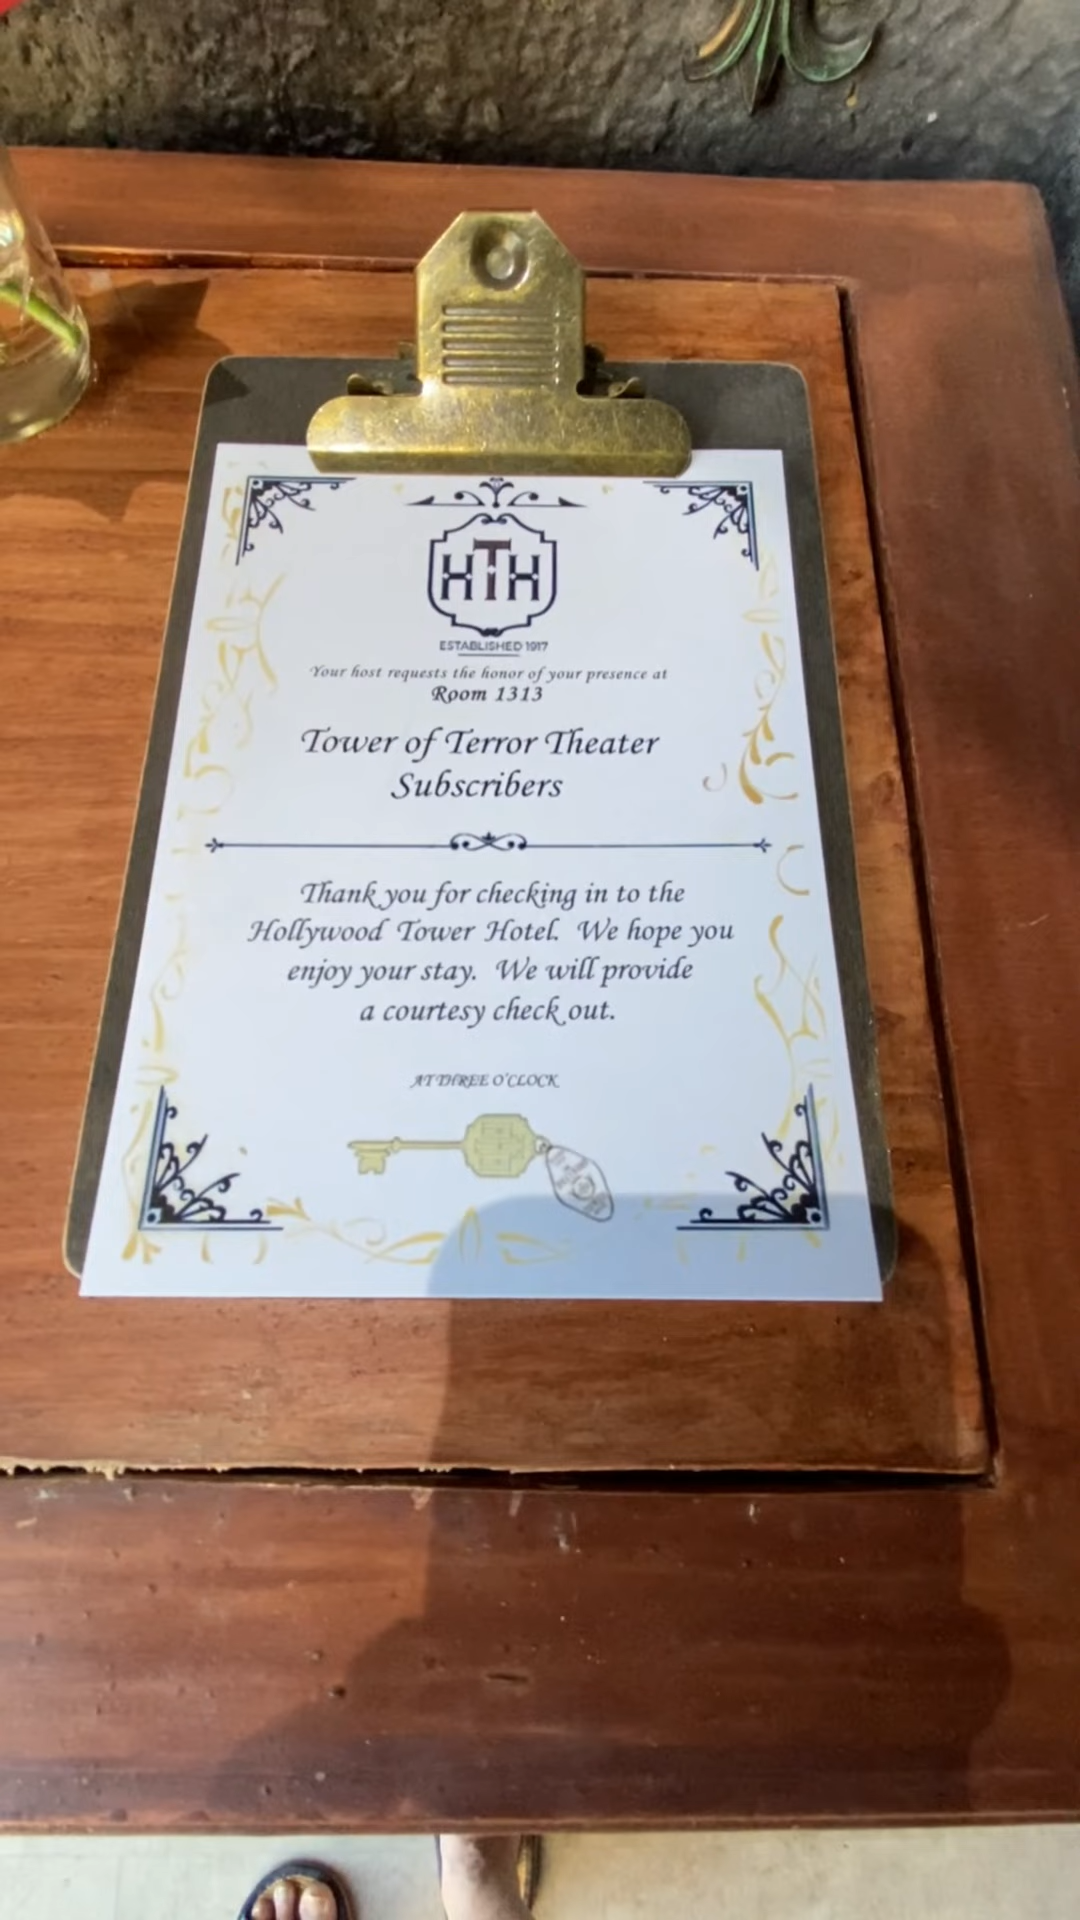 HTH
ESTABLISHED 1917
Your host requests the honor of your presence at
Room 1313
Tower of Terror Theater
Subscribers
Thank you for checking in to the
Hollywood Tower Hotel. We hope you
enjoy your stay. We will provide
a courtesy check out.
AT THREE O'CLOCK